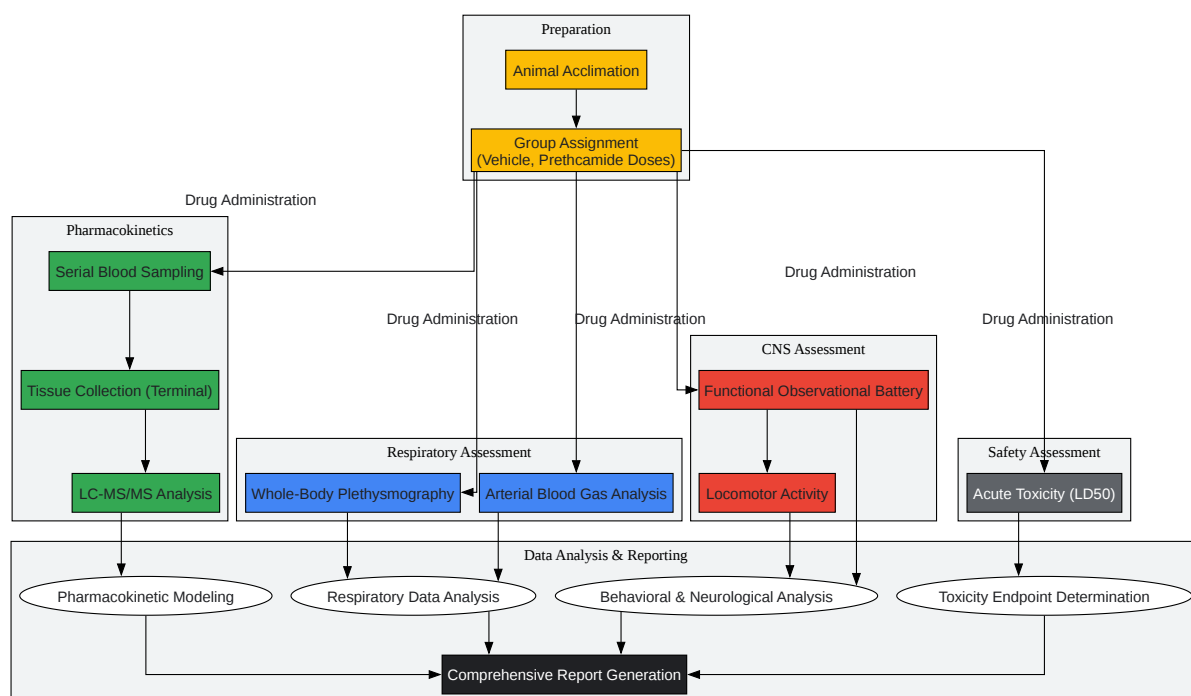 Preparation
Animal Acclimation
Group Assignment
(Vehicle, Prethcamide Doses)
Drug Administration
Pharmacokinetics
Serial Blood Sampling
Drug Administration
Drug Administration
Drug Administration
Drug Administration
CNS Assessment
Tissue Collection (Terminal)
Functional Observational Battery
Respiratory Assessment
Safety Assessment
LC-MS/MS Analysis
Whole-Body Plethysmography
Arterial Blood Gas Analysis
Locomotor Activity
Acute Toxicity (LD50)
Data Analysis & Reporting
Pharmacokinetic Modeling
Respiratory Data Analysis
Behavioral & Neurological Analysis
Toxicity Endpoint Determination
Comprehensive Report Generation